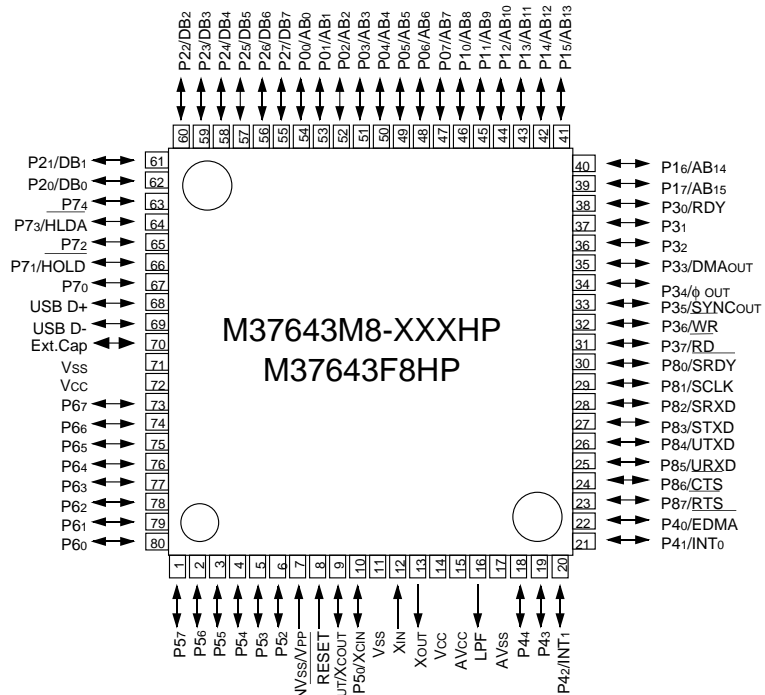 P22/DB2
P23/DB3
P24/DB4
P25/DB5
P26/DB6
P27/DB7
P00/AB0
P01/AB1
P02/AB2
P03/AB3
P04/AB4
P05/AB5
P06/AB6
P07/AB7
P10/AB8
P11/AB9
P12/AB10
P13/AB11
P14/AB12
P15/AB13
60 59 58 57 56 55 54 53 52 51 50 49 48 47 46 45 44 43 42 41
P21/DB1 61
P20/DB0 62
P74 63
P73/HLDA 64
P72 65
P71/HOLD 66
P70 67
USB D+ 68
USB D- 69
Ext.Cap 70
Vss 71
Vcc 72
P67 73
P66 74
P65 75
P64 76
P63 77
P62 78
P61 79
P60 80
M37643M8-XXXHP
M37643F8HP
40 P16/AB14
39 P17/AB15
38 P30/RDY
37 P31
36 P32
35 P33/DMAOUT
34 P34/ϕ OUT
33 P35/SYNCOUT
32 P36/WR
31 P37/RD
30 P80/SRDY
29 P81/SCLK
28 P82/SRXD
27 P83/STXD
26 P84/UTXD
25 P85/URXD
24 P86/CTS
23 P87/RTS
22 P40/EDMA
21 P41/INT0
1 2 3 4 5 6 7 8 9 10 11 12 13 14 15 16 17 18 19 20
P57
P56
P55
P54
P53
P52
NVss/VPP
RESET
UT/XCOUT
P50/XCIN
Vss
XIN
XOUT
Vcc
AVcc
LPF
AVss
P44
P43
P42/INT1